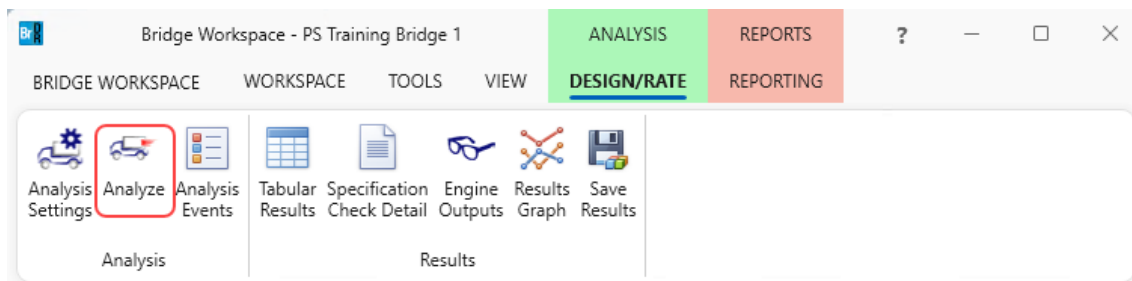 Br DR Bridge Workspace - PS Training Bridge 1 ANALYSIS REPORTS ?
BRIDGE WORKSPACE WORKSPACE TOOLS VIEW DESIGN/RATE REPORTING
Analysis Analyze Analysis Tabular Specification Engine Results Save
Settings Events Results Check Detail Outputs Graph Results
Analysis Results